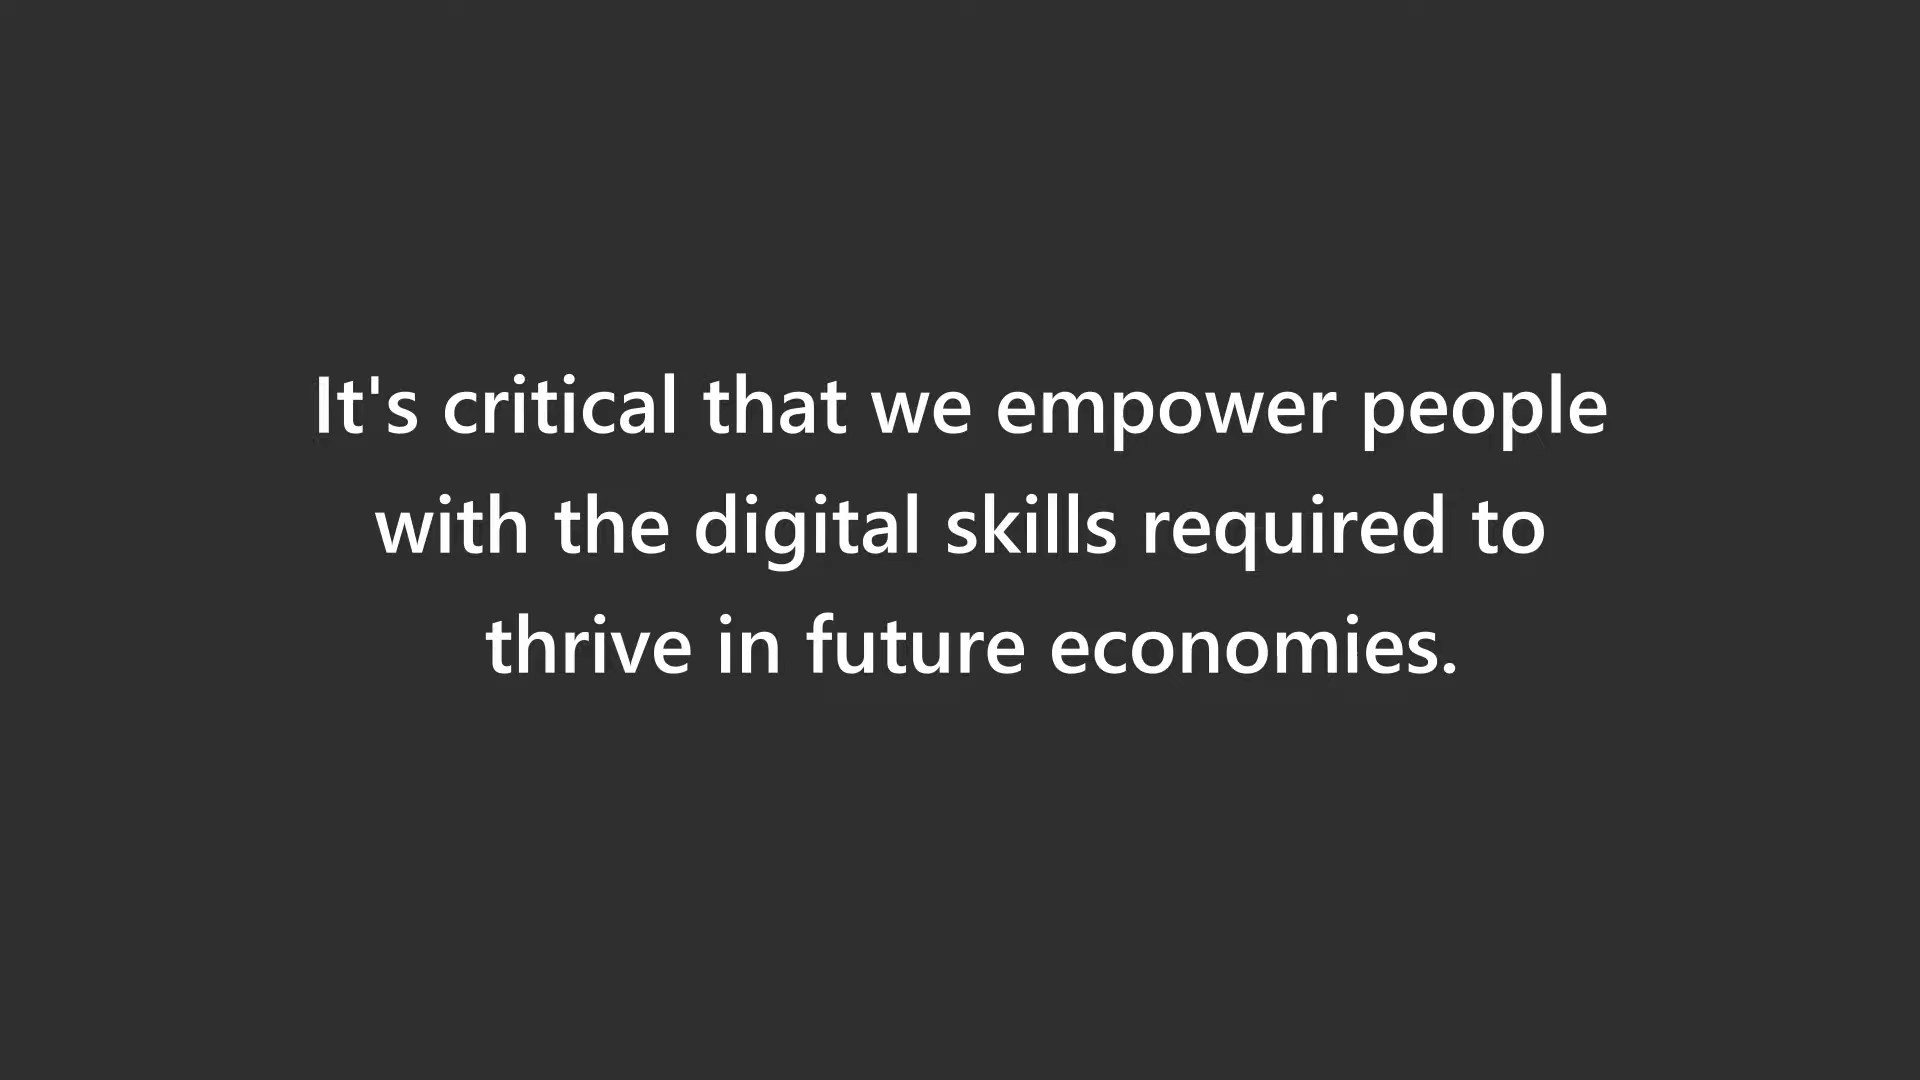 It's critical that we empower people
with the digital skills required to
thrive in future economies.